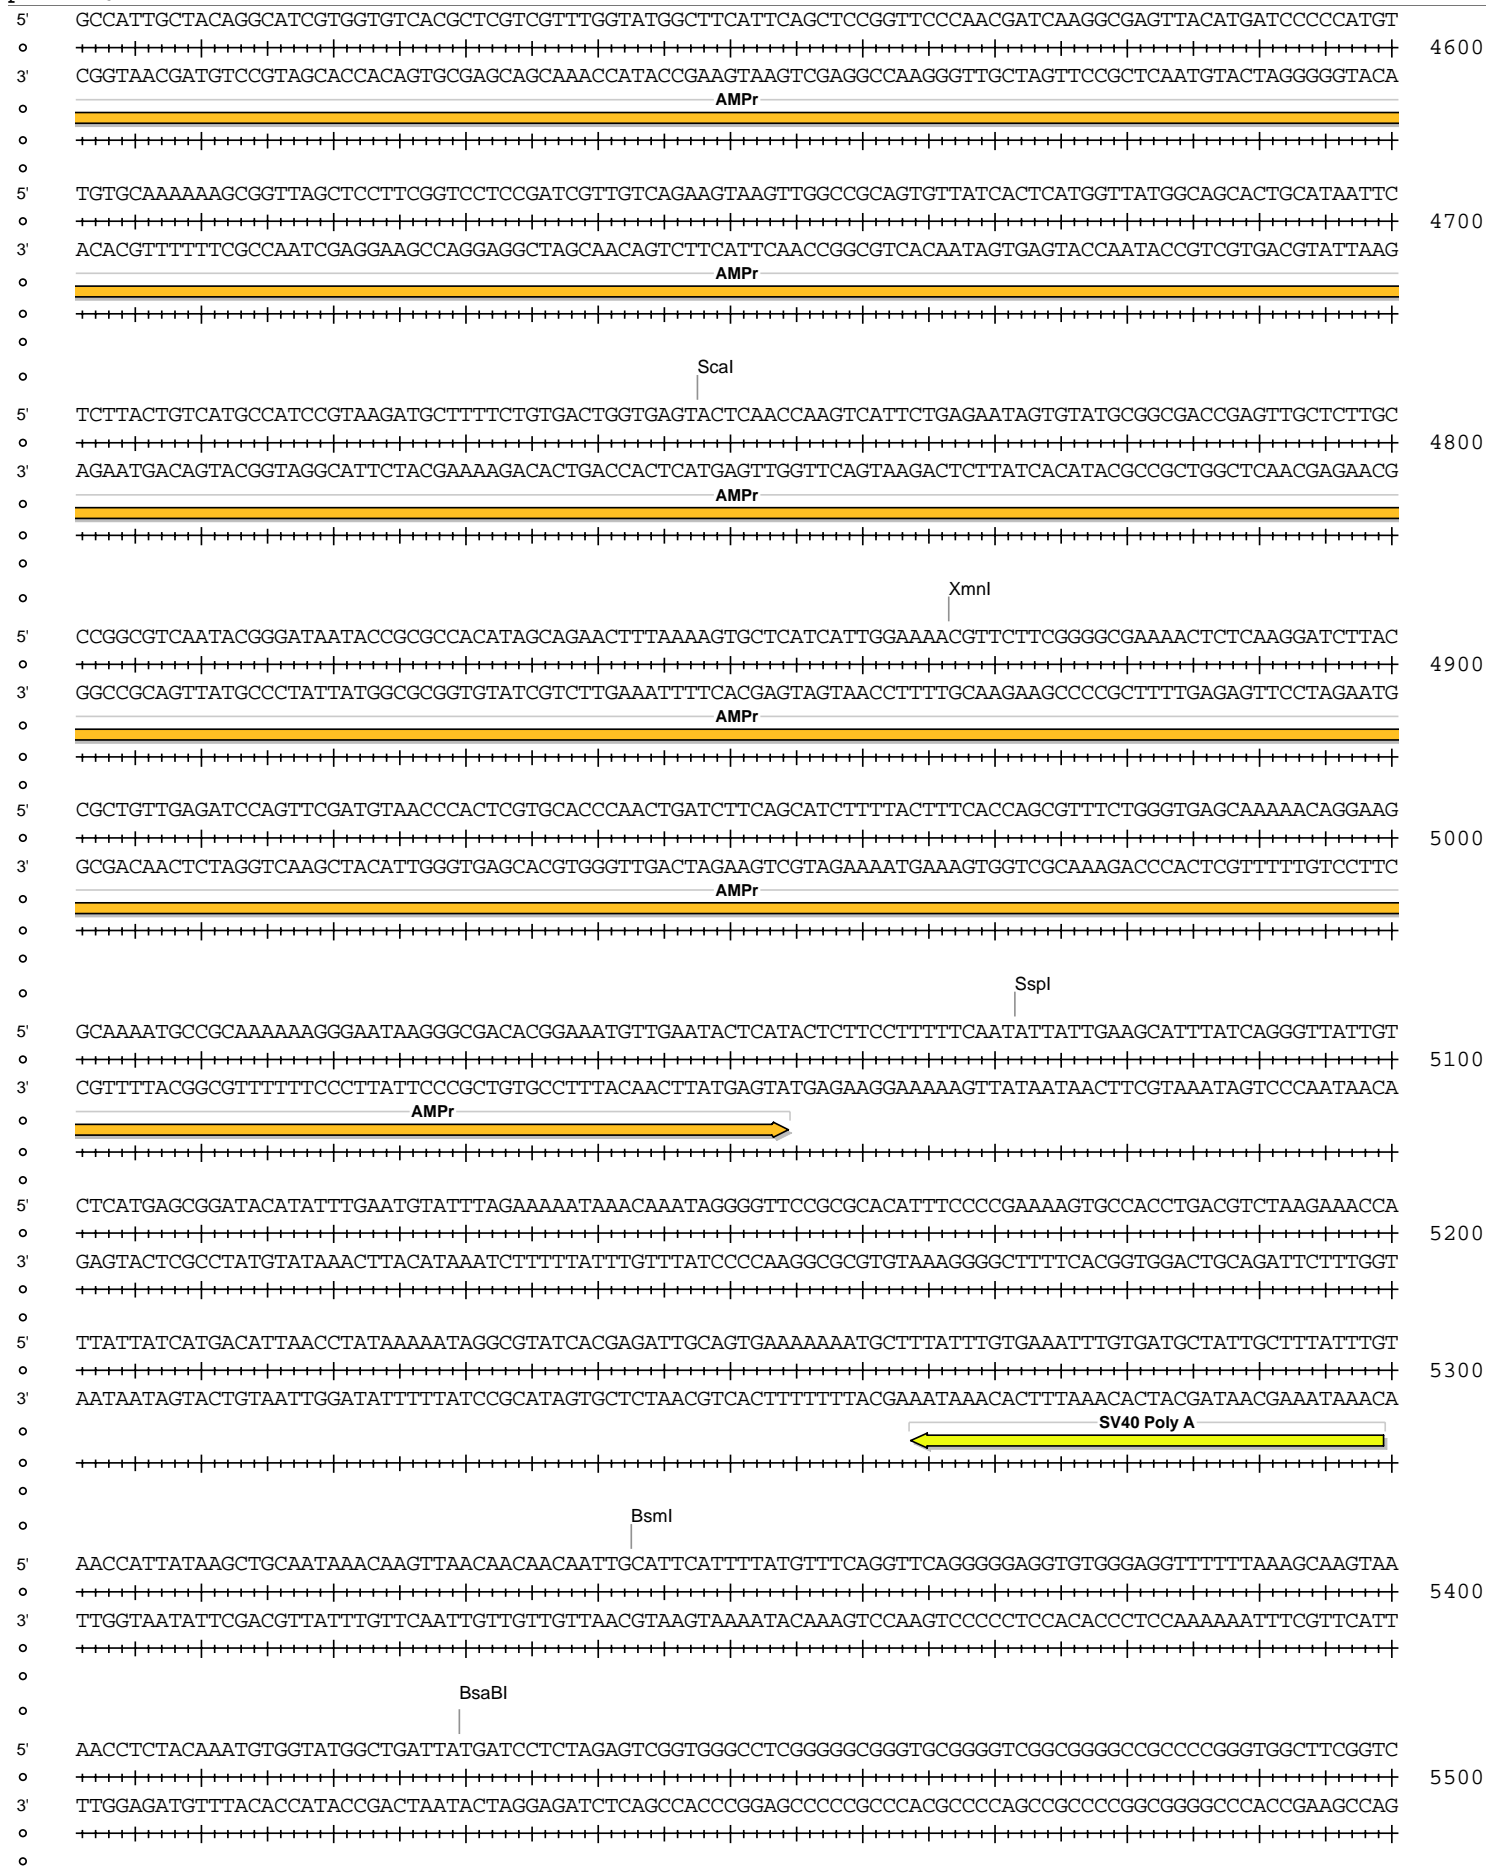 5' GCCATTGCTACAGGCATCGTGGTGTCACGCTCGTCGTTTGGTATGGCTTCATTCAGCTCCGGTTCCCAACGATCAAGGCGAGTTACATGATCCCCCATGT
4600
3' CGGTAACGATGTCCGTAGCACCACAGTGCGAGCAGCAAACCATACCGAAGTAAGTCGAGGCCAAGGGTTGCTAGTTCCGCTCAATGTACTAGGGGGTACA
AMPr
5' TGTGCAAAAAAGCGGTTAGCTCCTTCGGTCCTCCGATCGTTGTCAGAAGTAAGTTGGCCGCAGTGTTATCACTCATGGTTATGGCAGCACTGCATAATTC
4700
3' ACACGTTTTTTCGCCAATCGAGGAAGCCAGGAGGCTAGCAACAGTCTTCATTCAACCGGCGTCACAATAGTGAGTACCAATACCGTCGTGACGTATTAAG
AMPr
ScaI
5' TCTTACTGTCATGCCATCCGTAAGATGCTTTTCTGTGACTGGTGAGTACTCAACCAAGTCATTCTGAGAATAGTGTATGCGGCGACCGAGTTGCTCTTGC
4800
3' AGAATGACAGTACGGTAGGCATTCTACGAAAAGACACTGACCACTCATGAGTTGGTTCAGTAAGACTCTTATCACATACGCCGCTGGCTCAACGAGAACG
AMPr
XmnI
5' CCGGCGTCAATACGGGATAATACCGCGCCACATAGCAGAACTTTAAAAGTGCTCATCATTGGAAAACGTTCTTCGGGGCGAAAACTCTCAAGGATCTTAC
4900
3' GGCCGCAGTTATGCCCTATTATGGCGCGGTGTATCGTCTTGAAATTTTCACGAGTAGTAACCTTTTGCAAGAAGCCCCGCTTTTGAGAGTTCCTAGAATG
AMPr
5' CGCTGTTGAGATCCAGTTCGATGTAACCCACTCGTGCACCCAACTGATCTTCAGCATCTTTTACTTTCACCAGCGTTTCTGGGTGAGCAAAAACAGGAAG
5000
3' GCGACAACTCTAGGTCAAGCTACATTGGGTGAGCACGTGGGTTGACTAGAAGTCGTAGAAAATGAAAGTGGTCGCAAAGACCCACTCGTTTTTGTCCTTC
AMPr
SspI
5' GCAAAATGCCGCAAAAAAGGGAATAAGGGCGACACGGAAATGTTGAATACTCATACTCTTCCTTTTTCAATATTATTGAAGCATTTATCAGGGTTATTGT
5100
3' CGTTTTACGGCGTTTTTTCCCTTATTCCCGCTGTGCCTTTACAACTTATGAGTATGAGAAGGAAAAAGTTATAATAACTTCGTAAATAGTCCCAATAACA
AMPr
5' CTCATGAGCGGATACATATTTGAATGTATTTAGAAAAATAAACAAATAGGGGTTCCGCGCACATTTCCCCGAAAAGTGCCACCTGACGTCTAAGAAACCA
5200
3' GAGTACTCGCCTATGTATAAACTTACATAAATCTTTTTATTTGTTTATCCCCAAGGCGCGTGTAAAGGGGCTTTTCACGGTGGACTGCAGATTCTTTGGT
5' TTATTATCATGACATTAACCTATAAAAATAGGCGTATCACGAGATTGCAGTGAAAAAAATGCTTTATTTGTGAAATTTGTGATGCTATTGCTTTATTTGT
5300
3' AATAATAGTACTGTAATTGGATATTTTTATCCGCATAGTGCTCTAACGTCACTTTTTTTACGAAATAAACACTTTAAACACTACGATAACGAAATAAACA
SV40 Poly A
BsmI
5' AACCATTATAAGCTGCAATAAACAAGTTAACAACAACAATTGCATTCATTTTATGTTTCAGGTTCAGGGGGAGGTGTGGGAGGTTTTTTAAAGCAAGTAA
5400
3' TTGGTAATATTCGACGTTATTTGTTCAATTGTTGTTGTTAACGTAAGTAAAATACAAAGTCCAAGTCCCCCTCCACACCCTCCAAAAAATTTCGTTCATT
BsaBI
5' AACCTCTACAAATGTGGTATGGCTGATTATGATCCTCTAGAGTCGGTGGGCCTCGGGGGCGGGTGCGGGGTCGGCGGGGCCGCCCCGGGTGGCTTCGGTC
5500
3' TTGGAGATGTTTACACCATACCGACTAATACTAGGAGATCTCAGCCACCCGGAGCCCCCGCCCACGCCCCAGCCGCCCCGGCGGGGCCCACCGAAGCCAG